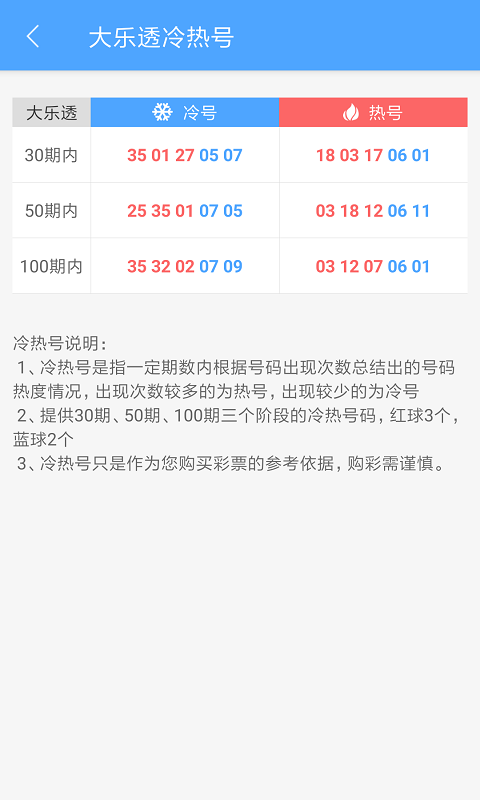 大乐透冷热号
大乐透 冷号 热号
30期内 35 01 27 05 07 18 03 17 06 01
50期内 25 35 01 07 05 03 18 12 06 11
100期内 35 32 02 07 09 03 12 07 06 01
冷热号说明：
1、冷热号是指一定期数内根据号码出现次数总结出的号码
热度情况，出现次数较多的为热号，出现较少的为冷号
2、提供30期、50期、100期三个阶段的冷热号码，红球3个，
蓝球2个
3、冷热号只是作为您购买彩票的参考依据，购彩需谨慎。